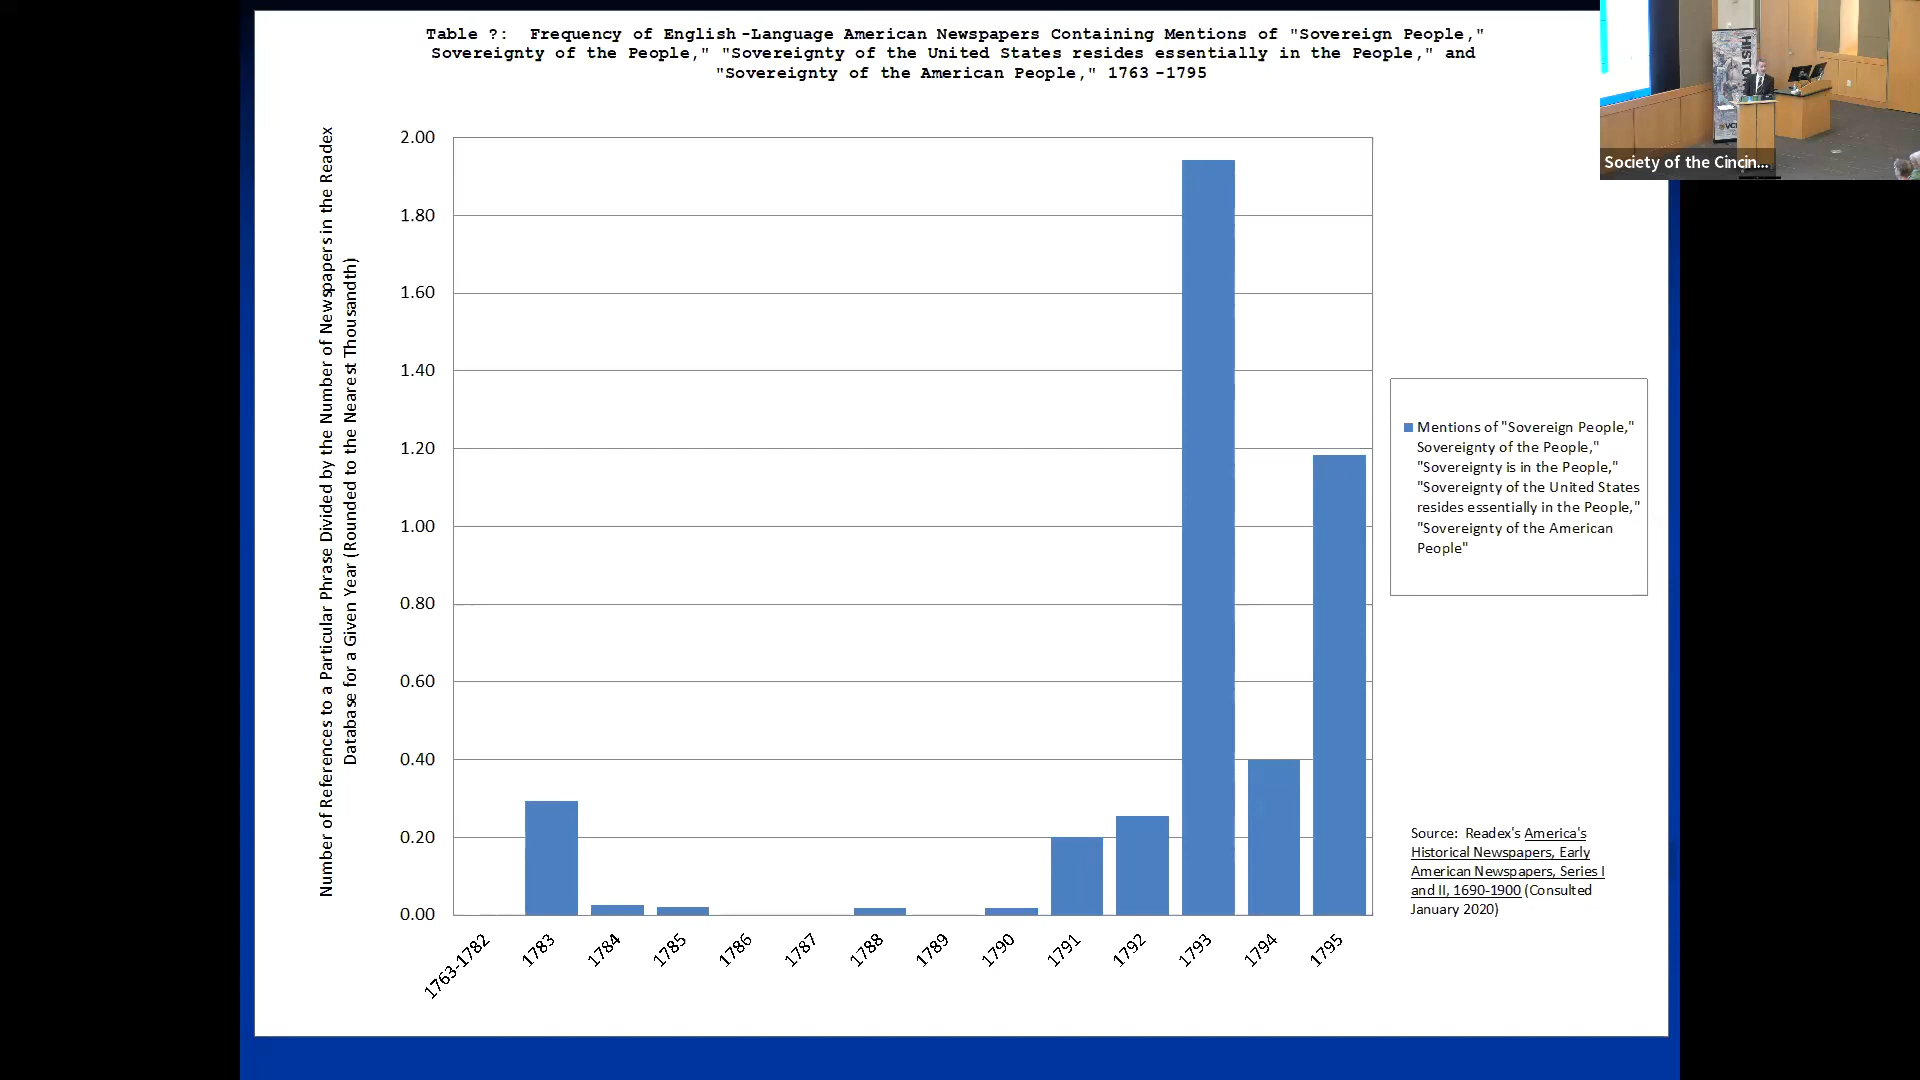 Table ?: Frequency of English-Language American Newspapers Containing Mentions of "Sovereign People,"
Sovereignty of the People," "Sovereignty of the United States resides essentially in the People," and
"Sovereignty of the American People," 1763-1795
Number of References to a Particular Phrase Divided by the Number of Newspapers in the Readex
Database for a Given Year (Rounded to the Nearest Thousandth)
2.00
1.80
1.60
1.40
1.20
1.00
0.80
0.60
0.40
0.20
0.00
1763-1782
1783
1784
1785
1786
1787
1788
1789
1790
1791
1792
1793
1794
1795
Mentions of "Sovereign People,"
Sovereignty of the People,"
"Sovereignty is in the People,"
"Sovereignty of the United States
resides essentially in the People,"
"Sovereignty of the American
People"
Source: Readex's America's
Historical Newspapers, Early
American Newspapers, Series I
and II, 1690-1900 (Consulted
January 2020)
Society of the Cincin...